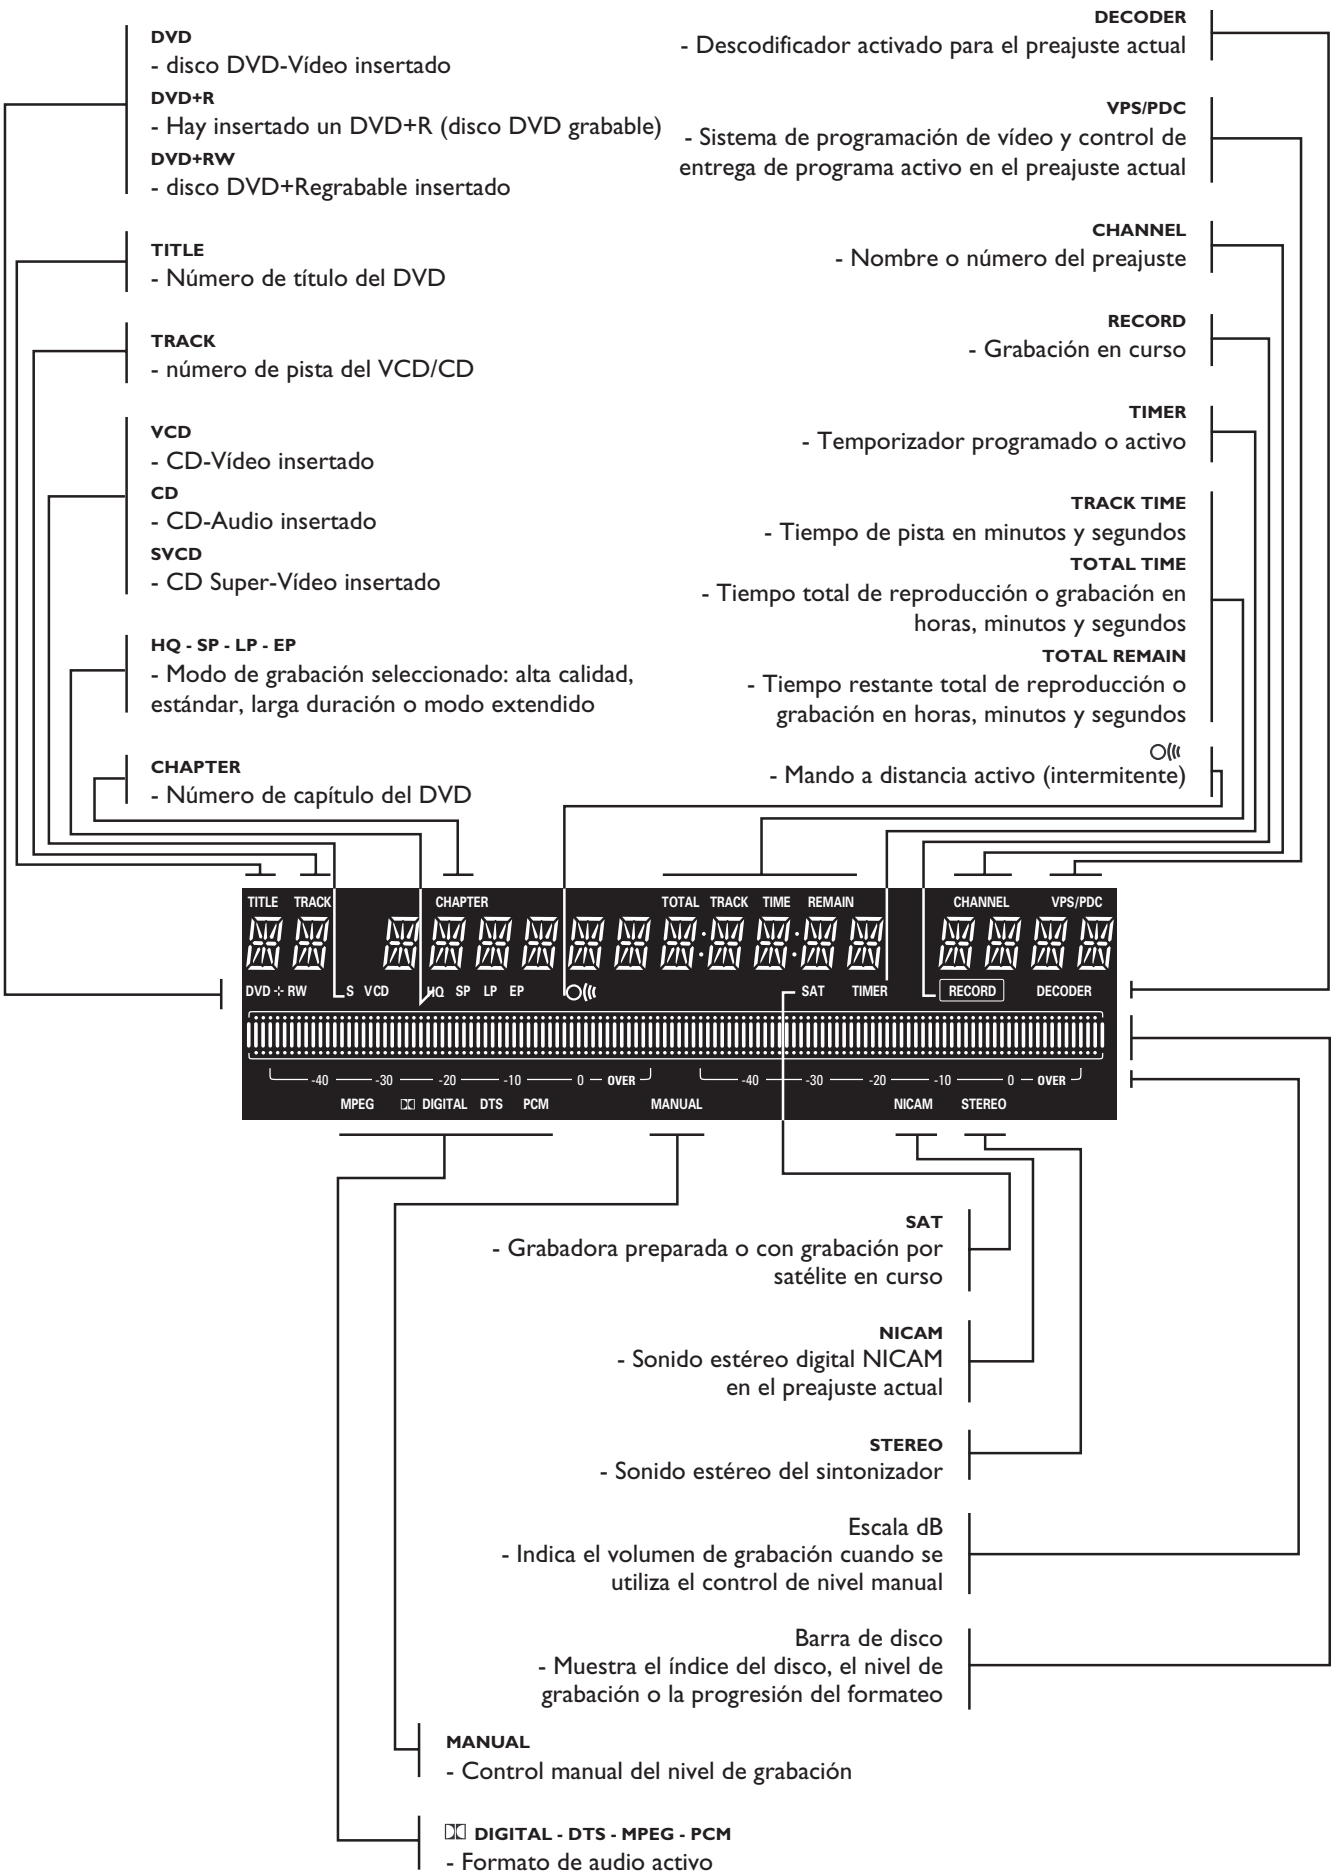 DVD
- disco DVD-Vídeo insertado
DVD+R
- Hay insertado un DVD+R (disco DVD grabable)
DVD+RW
- disco DVD+Regrabable insertado
TITLE
- Número de título del DVD
TRACK
- número de pista del VCD/CD
VCD
- CD-Vídeo insertado
CD
- CD-Audio insertado
SVCD
- CD Super-Vídeo insertado
HQ - SP - LP - EP
- Modo de grabación seleccionado: alta calidad,
estándar, larga duración o modo extendido
CHAPTER
- Número de capítulo del DVD
DECODER
- Descodificador activado para el preajuste actual
VPS/PDC
- Sistema de programación de vídeo y control de
entrega de programa activo en el preajuste actual
CHANNEL
- Nombre o número del preajuste
RECORD
- Grabación en curso
TIMER
- Temporizador programado o activo
TRACK TIME
- Tiempo de pista en minutos y segundos
TOTAL TIME
- Tiempo total de reproducción o grabación en
horas, minutos y segundos
TOTAL REMAIN
- Tiempo restante total de reproducción o
grabación en horas, minutos y segundos
- Mando a distancia activo (intermitente)
TITLE TRACK CHAPTER TOTAL TRACK TIME REMAIN CHANNEL VPS/PDC
DVD + RW S VCD HQ SP LP EP SAT TIMER RECORD DECODER
-40 -30 -20 -10 0 OVER -40 -30 -20 -10 0 OVER
MPEG DIGITAL DTS PCM MANUAL NICAM STEREO
SAT
- Grabadora preparada o con grabación por
satélite en curso
NICAM
- Sonido estéreo digital NICAM
en el preajuste actual
STEREO
- Sonido estéreo del sintonizador
Escala dB
- Indica el volumen de grabación cuando se
utiliza el control de nivel manual
Barra de disco
- Muestra el índice del disco, el nivel de
grabación o la progresión del formateo
MANUAL
- Control manual del nivel de grabación
DIGITAL - DTS - MPEG - PCM
- Formato de audio activo